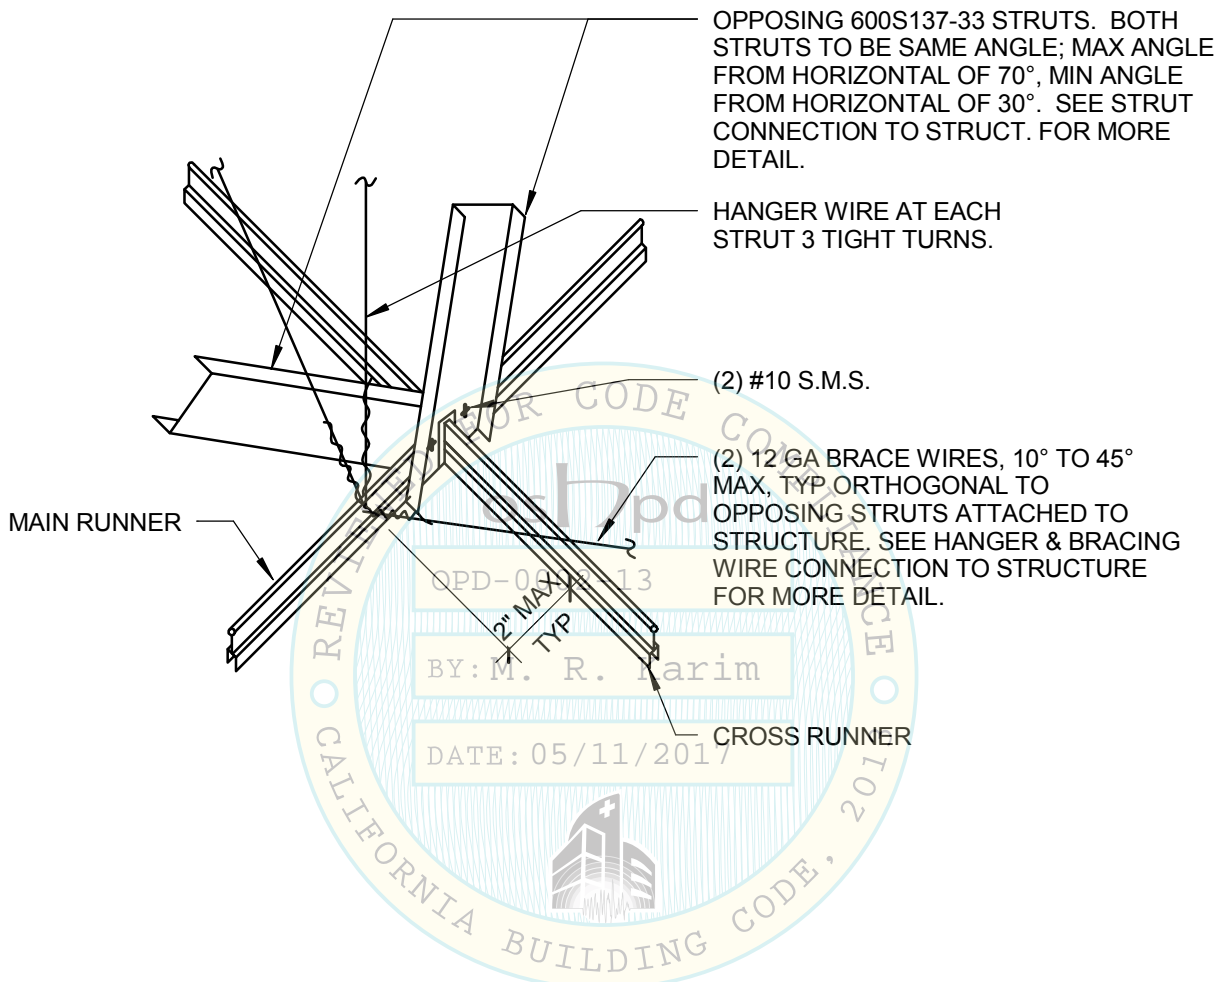 OPPOSING 600S137-33 STRUTS. BOTH
STRUTS TO BE SAME ANGLE; MAX ANGLE
FROM HORIZONTAL OF 70°, MIN ANGLE
FROM HORIZONTAL OF 30°. SEE STRUT
CONNECTION TO STRUCT. FOR MORE
DETAIL.
HANGER WIRE AT EACH
STRUT 3 TIGHT TURNS.
(2) #10 S.M.S.
(2) 12 GA BRACE WIRES, 10° TO 45°
MAX, TYP ORTHOGONAL TO
OPPOSING STRUTS ATTACHED TO
STRUCTURE. SEE HANGER & BRACING
WIRE CONNECTION TO STRUCTURE
FOR MORE DETAIL.
MAIN RUNNER
2" MAX
TYP
CROSS RUNNER
FOR CODE COMPLIANCE
oshpd
BY: M. R. Karim
DATE: 05/11/2017
CALIFORNIA BUILDING CODE,